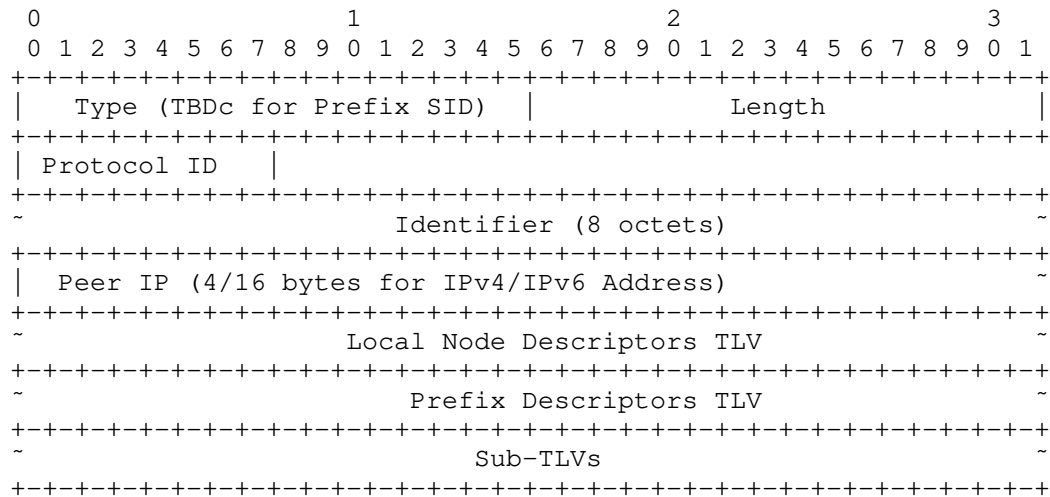 0                   1                   2                   3
 0 1 2 3 4 5 6 7 8 9 0 1 2 3 4 5 6 7 8 9 0 1 2 3 4 5 6 7 8 9 0 1
+-+-+-+-+-+-+-+-+-+-+-+-+-+-+-+-+-+-+-+-+-+-+-+-+-+-+-+-+-+-+-+-+
|   Type (TBDc for Prefix SID)  |            Length             |
+-+-+-+-+-+-+-+-+-+-+-+-+-+-+-+-+-+-+-+-+-+-+-+-+-+-+-+-+-+-+-+-+
| Protocol ID   |
+-+-+-+-+-+-+-+-+-+-+-+-+-+-+-+-+-+-+-+-+-+-+-+-+-+-+-+-+-+-+-+-+
~                       Identifier (8 octets)                   ~
+-+-+-+-+-+-+-+-+-+-+-+-+-+-+-+-+-+-+-+-+-+-+-+-+-+-+-+-+-+-+-+-+
|  Peer IP (4/16 bytes for IPv4/IPv6 Address)                   ~
+-+-+-+-+-+-+-+-+-+-+-+-+-+-+-+-+-+-+-+-+-+-+-+-+-+-+-+-+-+-+-+-+
~                    Local Node Descriptors TLV                 ~
+-+-+-+-+-+-+-+-+-+-+-+-+-+-+-+-+-+-+-+-+-+-+-+-+-+-+-+-+-+-+-+-+
~                        Prefix Descriptors TLV                 ~
+-+-+-+-+-+-+-+-+-+-+-+-+-+-+-+-+-+-+-+-+-+-+-+-+-+-+-+-+-+-+-+-+
~                            Sub-TLVs                           ~
+-+-+-+-+-+-+-+-+-+-+-+-+-+-+-+-+-+-+-+-+-+-+-+-+-+-+-+-+-+-+-+-+